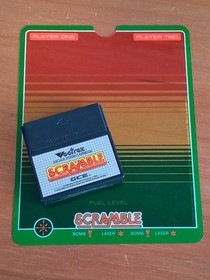 PLAYER ONE
PLAYER TWO
Vectrex
SCRAMBLE
GCE
FUEL LEVEL
SCRAMBLE
BOMB LASER BOMB LASER